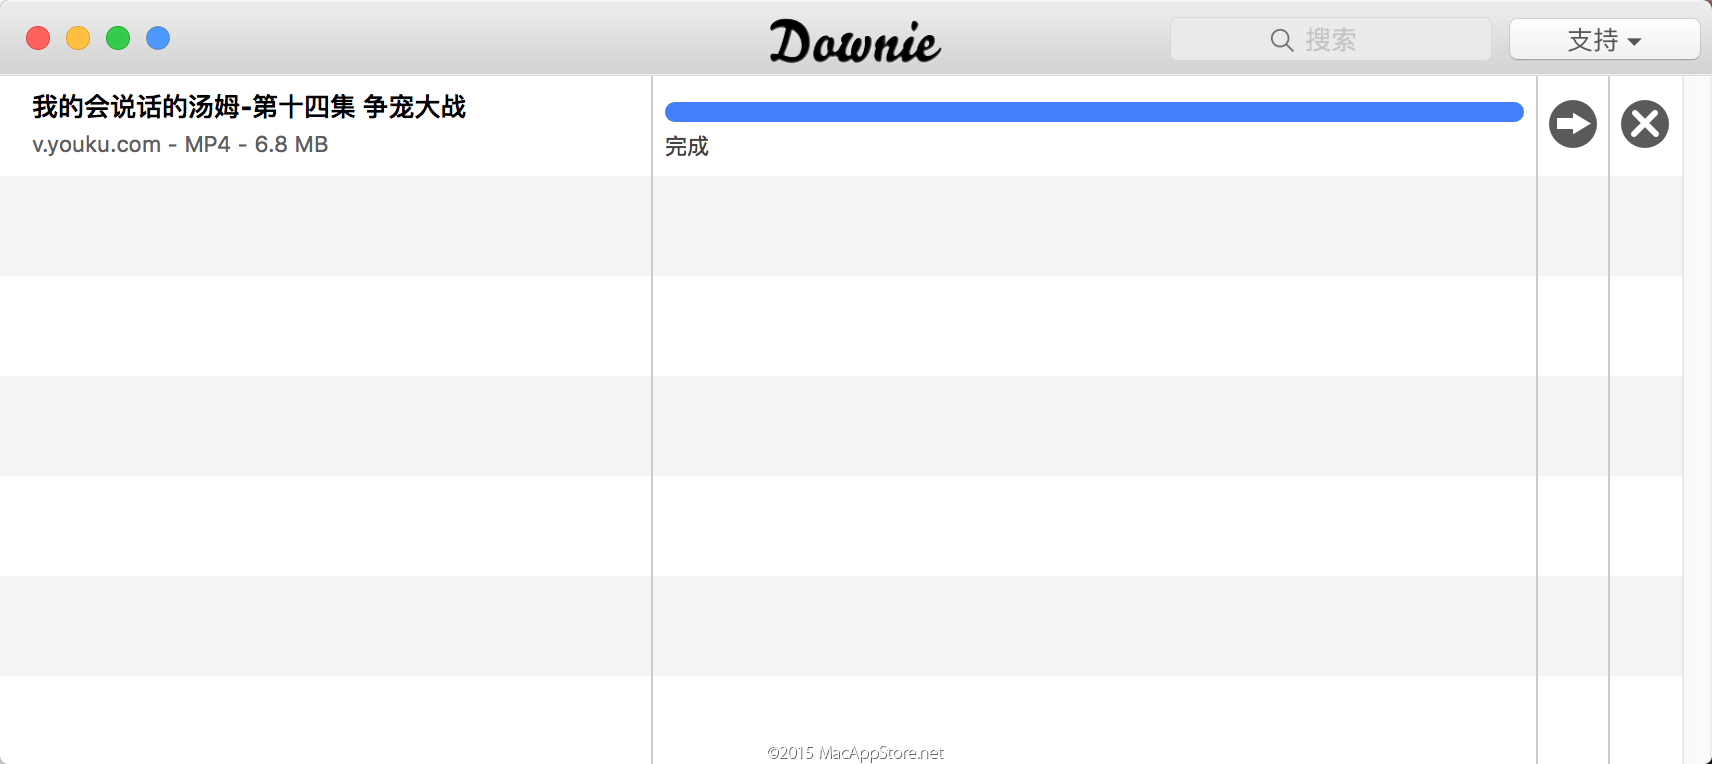 Downie
搜索
支持
我的会说话的汤姆-第十四集 争宠大战
v.youku.com - MP4 - 6.8 MB
完成
©2015 MacAppStore.net